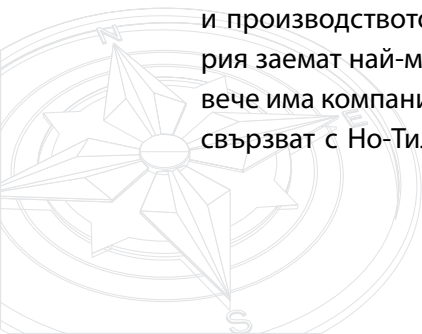 и производството
рия заемат най-м
вече има компани
свързват с Но-Ти
N
E
S